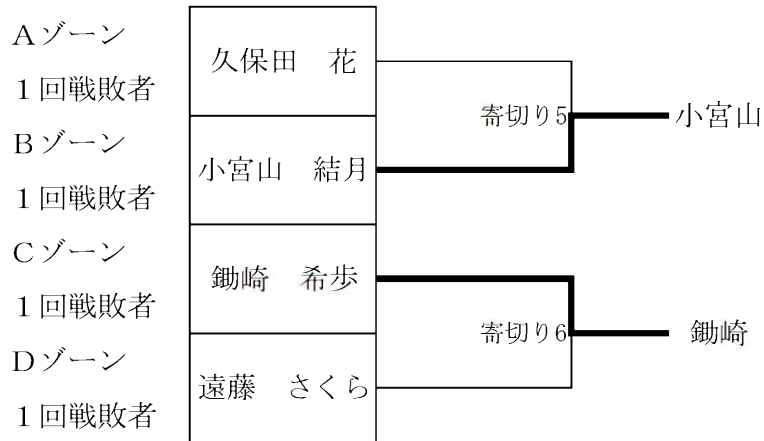 Aゾーン
1回戦敗者
久保田　花
寄切り5
小宮山
Bゾーン
1回戦敗者
小宮山　結月
Cゾーン
1回戦敗者
鋤崎　希歩
寄切り6
鋤崎
Dゾーン
1回戦敗者
遠藤　さくら